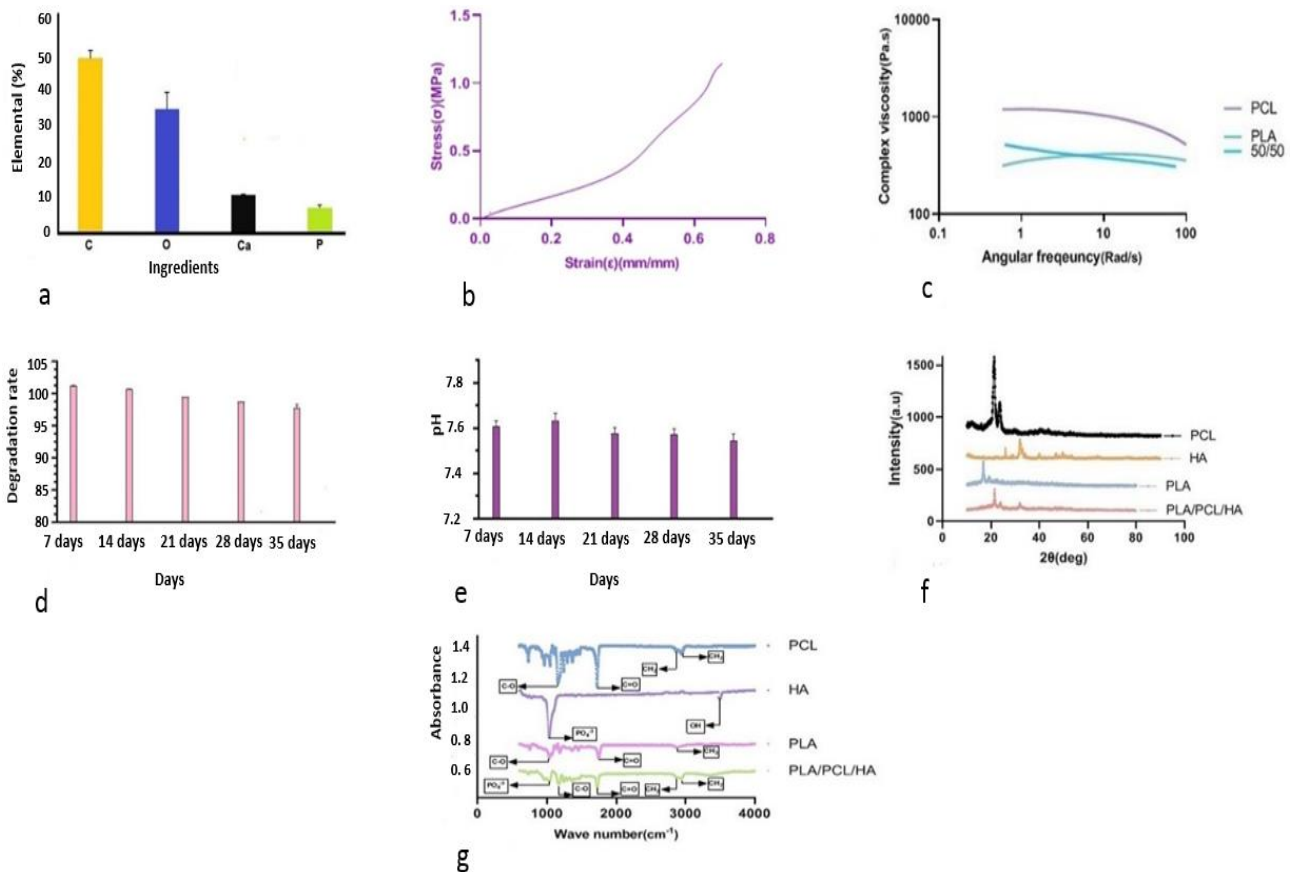 Elemental (%)
60
50
40
30
20
10
0
C O Ca P
Ingredients
a
Stress(σ)(MPa)
1.5
1.0
0.5
0.0
0.0 0.2 0.4 0.6 0.8
Strain(ε)(mm/mm)
b
Complex viscosity(Pa.s)
10000
1000
100
0.1 1 10 100
Angular freqeuncy(Rad/s)
PCL
PLA
50/50
c
Degradation rate
105
100
95
90
85
80
7 days 14 days 21 days 28 days 35 days
Days
d
pH
7.8
7.6
7.4
7.2
7 days 14 days 21 days 28 days 35 days
Days
e
Intensity(a.u)
1500
1000
500
0
0 20 40 60 80 100
2θ(deg)
PCL
HA
PLA
PLA/PCL/HA
f
Absorbance
1.4
1.2
1.0
0.8
0.6
0 1000 2000 3000 4000
Wave number(cm⁻¹)
PCL
HA
PLA
PLA/PCL/HA
C-O
C=O
CH₂
CH₂
PO₄⁻³
OH
C-O
C=O
PO₄⁻³
C-O
C=O
g